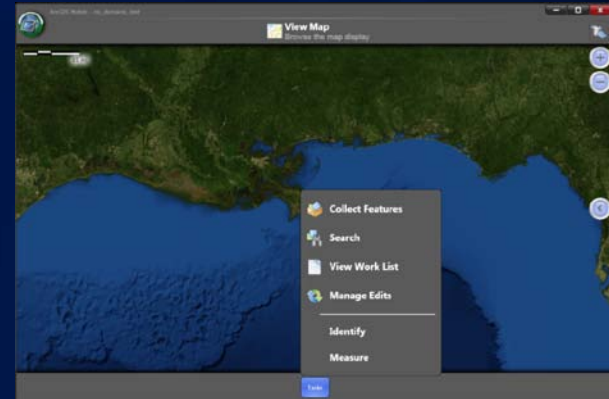 View Map
Browse the map display
Collect Features
Search
View Work List
Manage Edits
Identify
Measure
Tasks